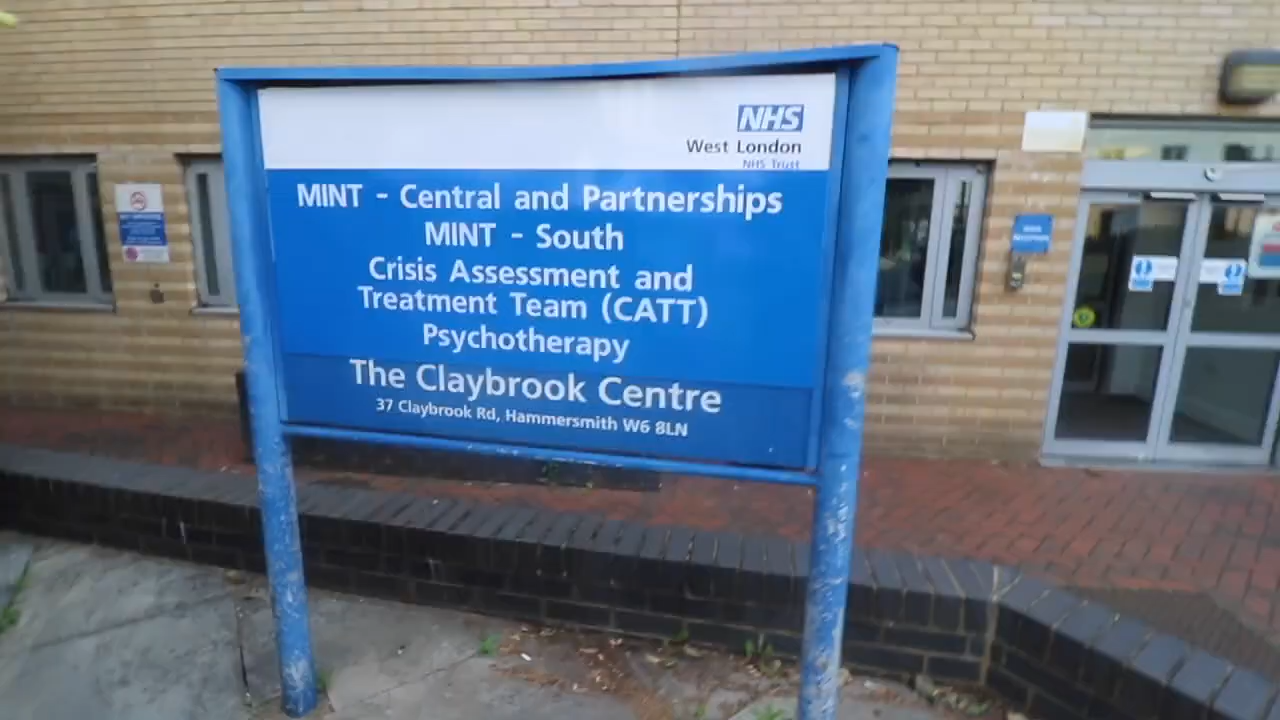 NHS
West London
NHS Trust
MINT - Central and Partnerships
MINT - South
Crisis Assessment and
Treatment Team (CATT)
Psychotherapy
The Claybrook Centre
37 Claybrook Rd, Hammersmith W6 8LN